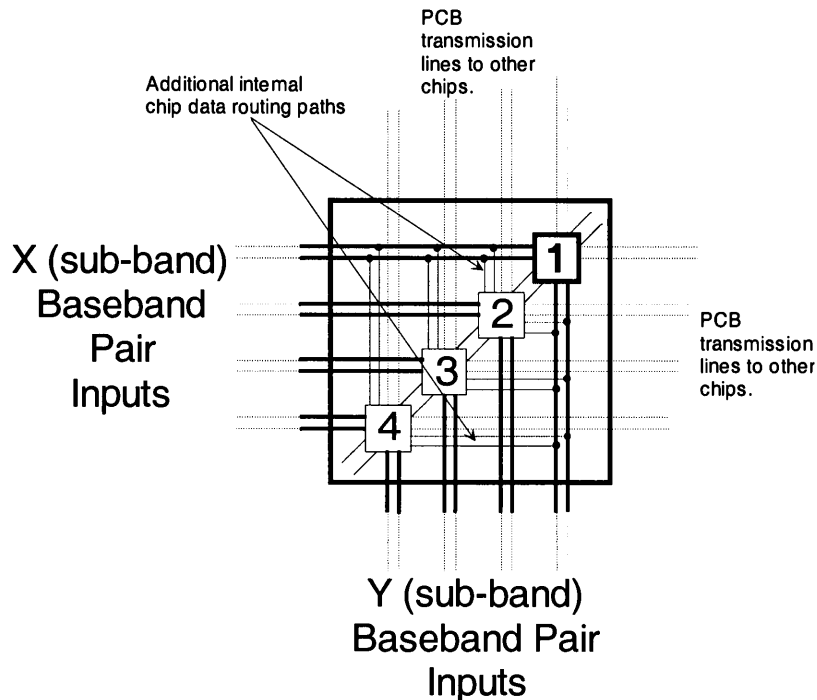 PCB
transmission
lines to other
chips.
Additional internal
chip data routing paths
X (sub-band)
Baseband
Pair
Inputs
1
2
3
4
PCB
transmission
lines to other
chips.
Y (sub-band)
Baseband Pair
Inputs